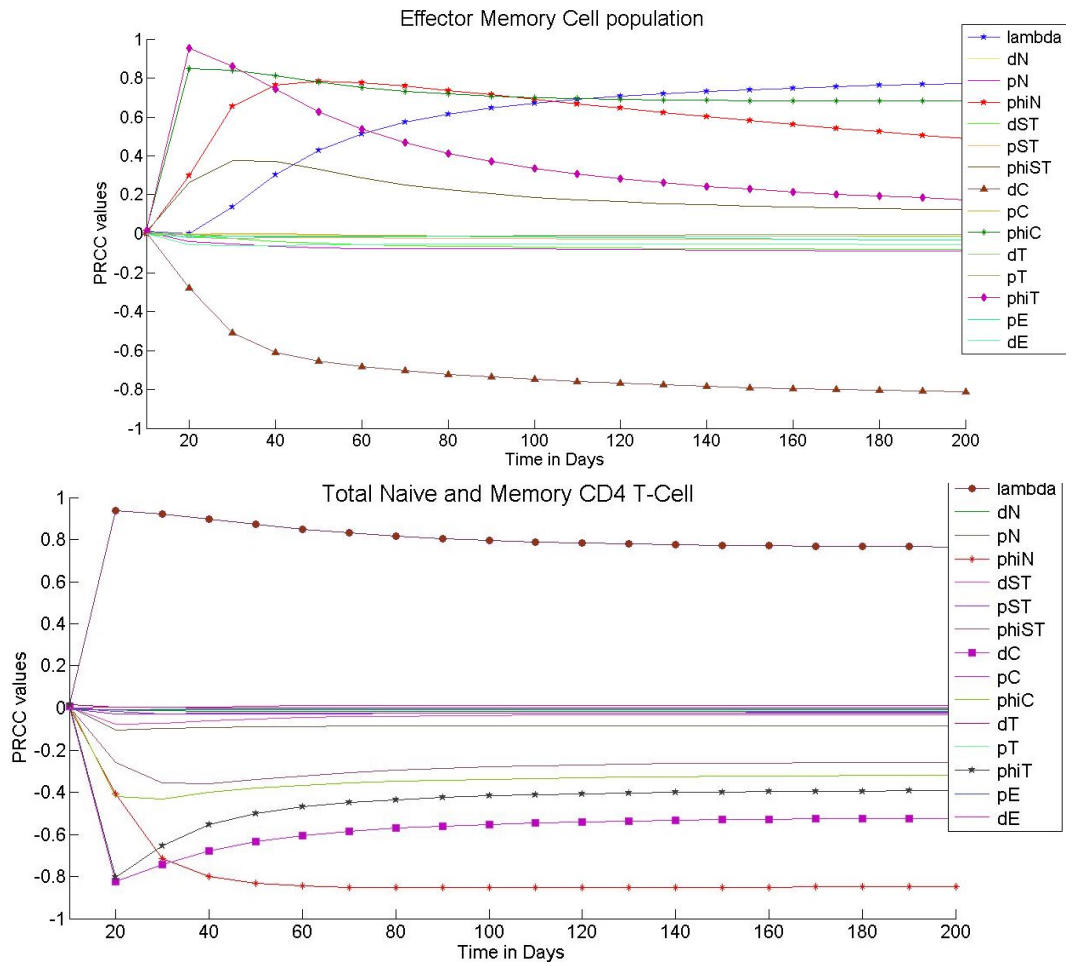 Effector Memory Cell population
1
0.8
0.6
0.4
0.2
0
-0.2
-0.4
-0.6
-0.8
-1
PRCC values
20
40
60
80
100
120
140
160
180
200
Time in Days
lambda
dN
pN
phiN
dST
pST
phiST
dC
pC
phiC
dT
pT
phiT
pE
dE
Total Naive and Memory CD4 T-Cell
1
0.8
0.6
0.4
0.2
0
-0.2
-0.4
-0.6
-0.8
-1
PRCC values
20
40
60
80
100
120
140
160
180
200
Time in Days
lambda
dN
pN
phiN
dST
pST
phiST
dC
pC
phiC
dT
pT
phiT
pE
dE